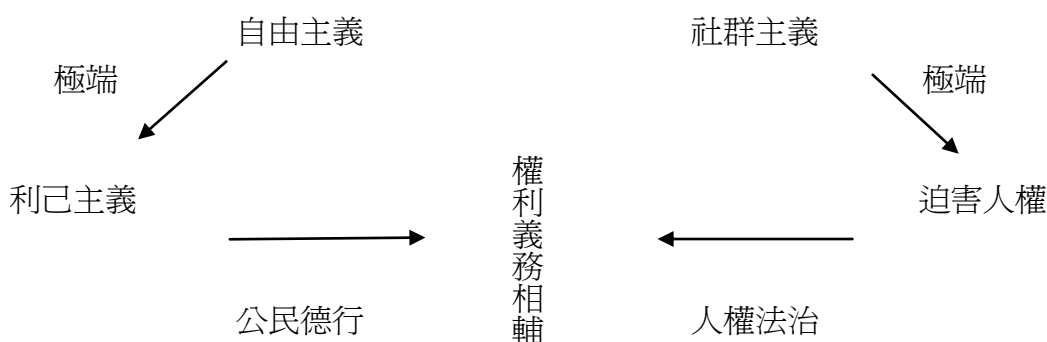 自由主義
社群主義
極端
極端
利己主義
權利義務相輔
迫害人權
公民德行
人權法治